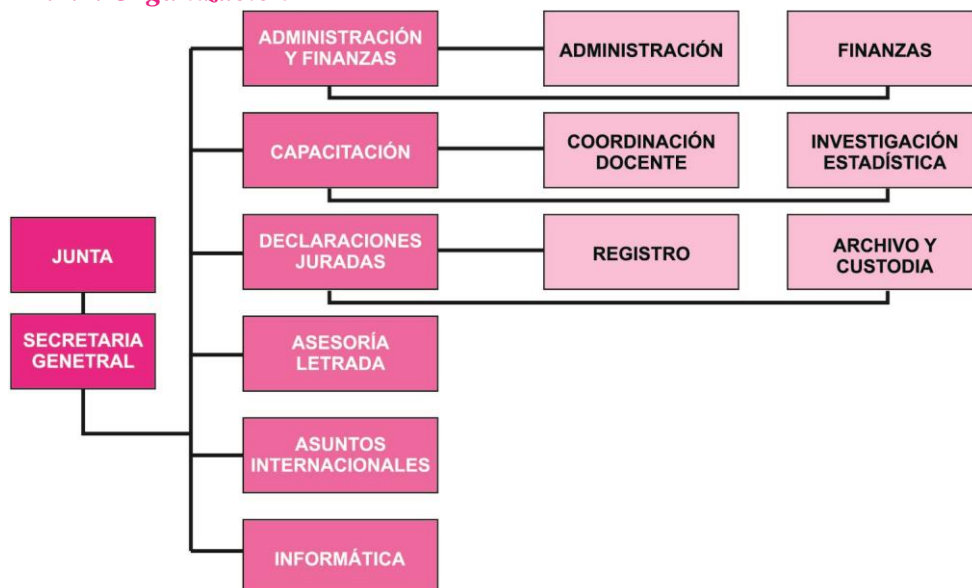 ADMINISTRACIÓN
Y FINANZAS
ADMINISTRACIÓN
FINANZAS
CAPACITACIÓN
COORDINACIÓN
DOCENTE
INVESTIGACIÓN
ESTADÍSTICA
JUNTA
DECLARACIONES
JURADAS
REGISTRO
ARCHIVO Y
CUSTODIA
SECRETARIA
GENETRAL
ASESORÍA
LETRADA
ASUNTOS
INTERNACIONALES
INFORMÁTICA